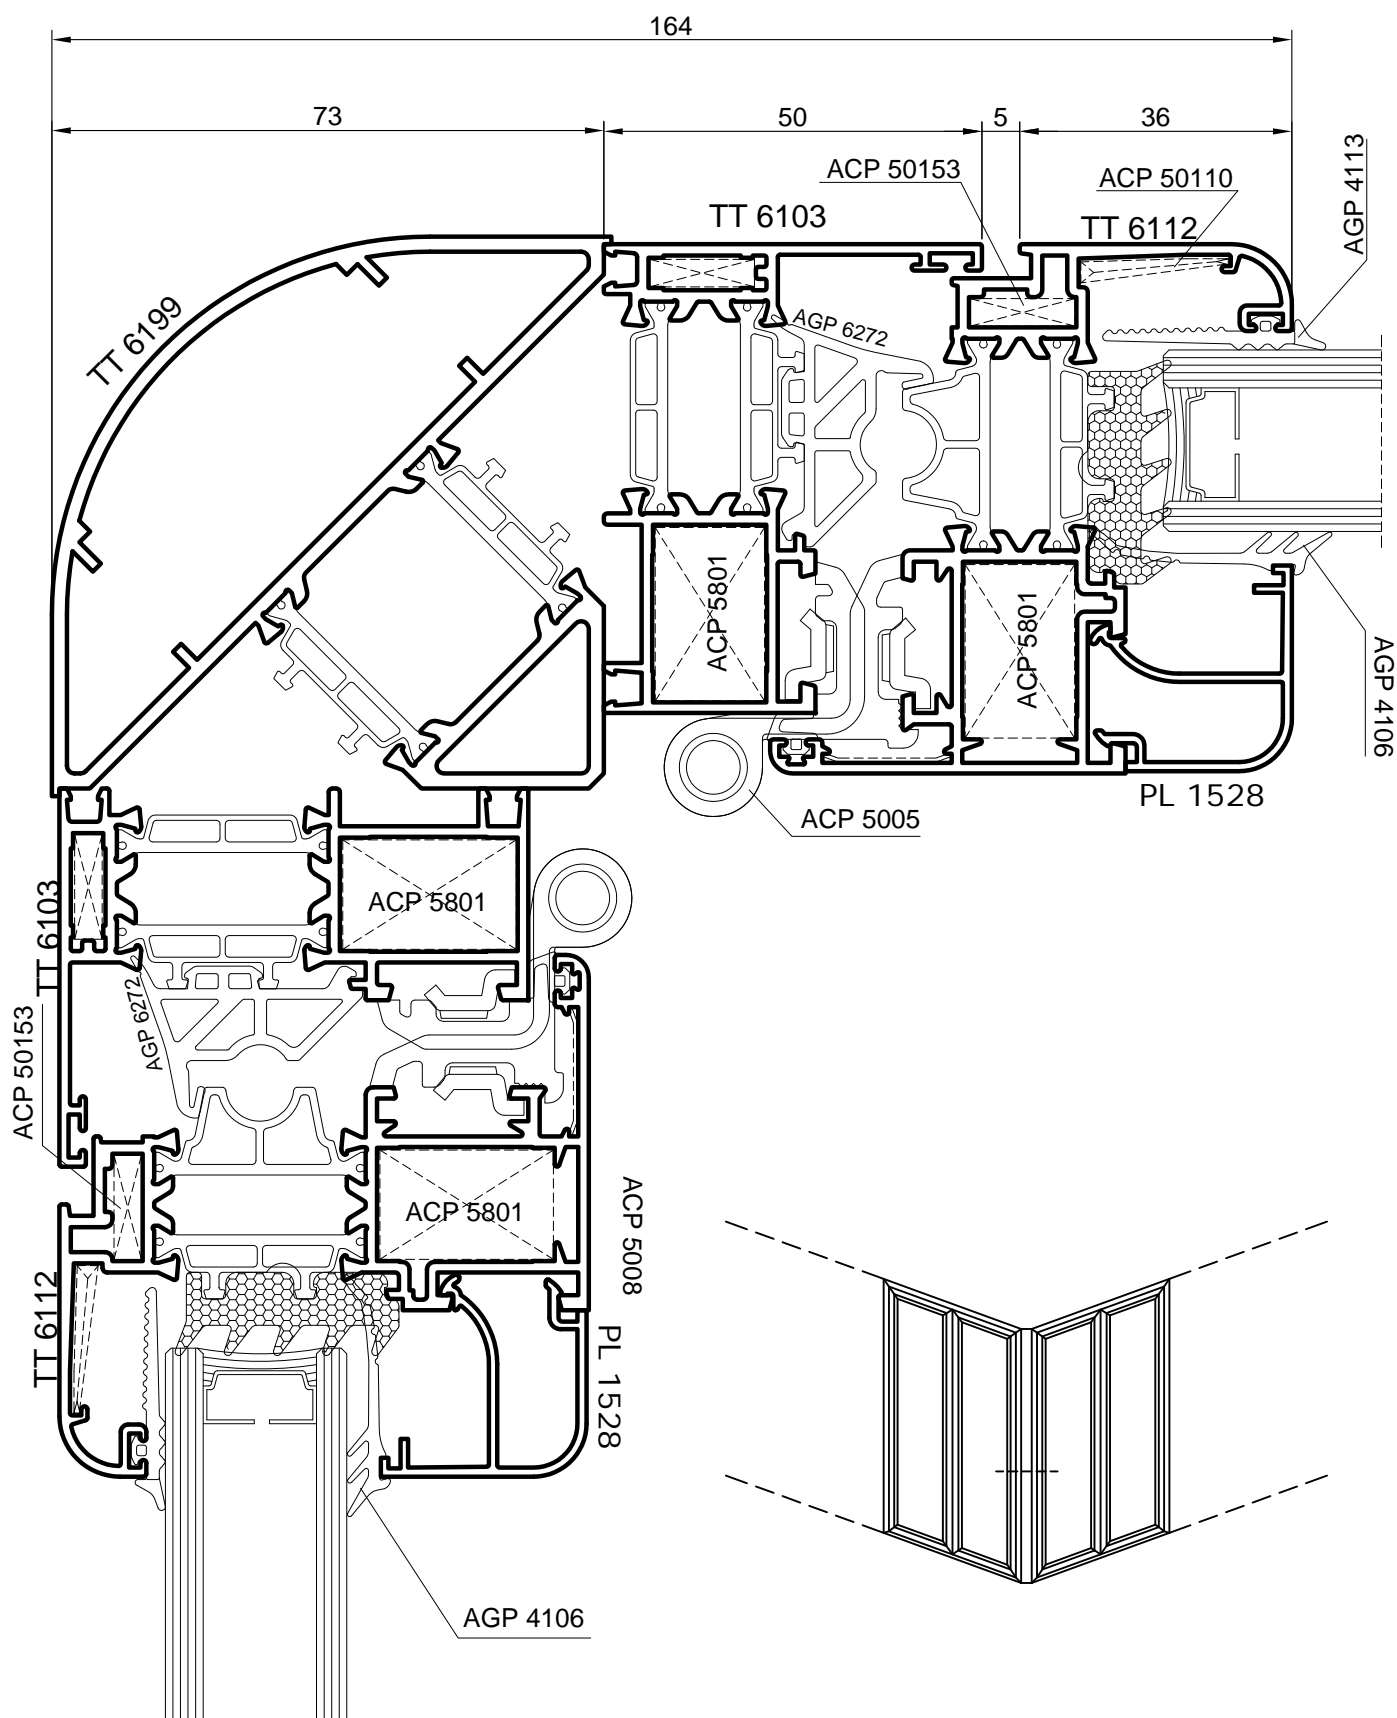 164
73
50
5
36
ACP 50153
ACP 50110
AGP 4113
TT 6103
TT 6112
TT 6199
AGP 6272
ACP 5801
ACP 5801
AGP 4106
PL 1528
ACP 5005
TT 6103
ACP 5801
AGP 6272
ACP 50153
ACP 5801
ACP 5008
TT 6112
PL 1528
AGP 4106